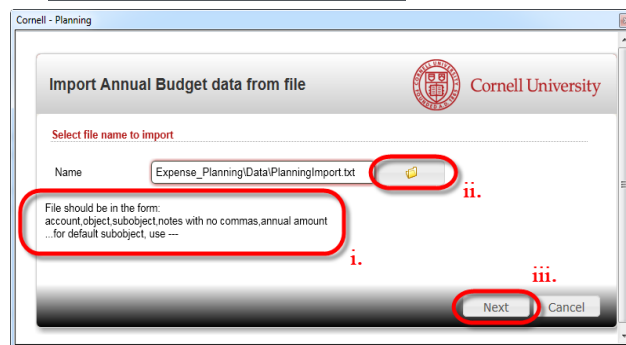 Cornell - Planning
Import Annual Budget data from file
Cornell University
Select file name to import
Name
Expense_Planning\Data\PlanningImport.txt
ii.
File should be in the form:
account,object,subobject,notes with no commas,annual amount
...for default subobject, use ---
i.
iii.
Next
Cancel